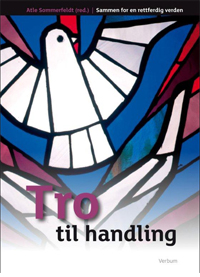 Atle Sommerfeldt (red.) | Sammen for en rettferdig verden
Tro
til handling
Verbum